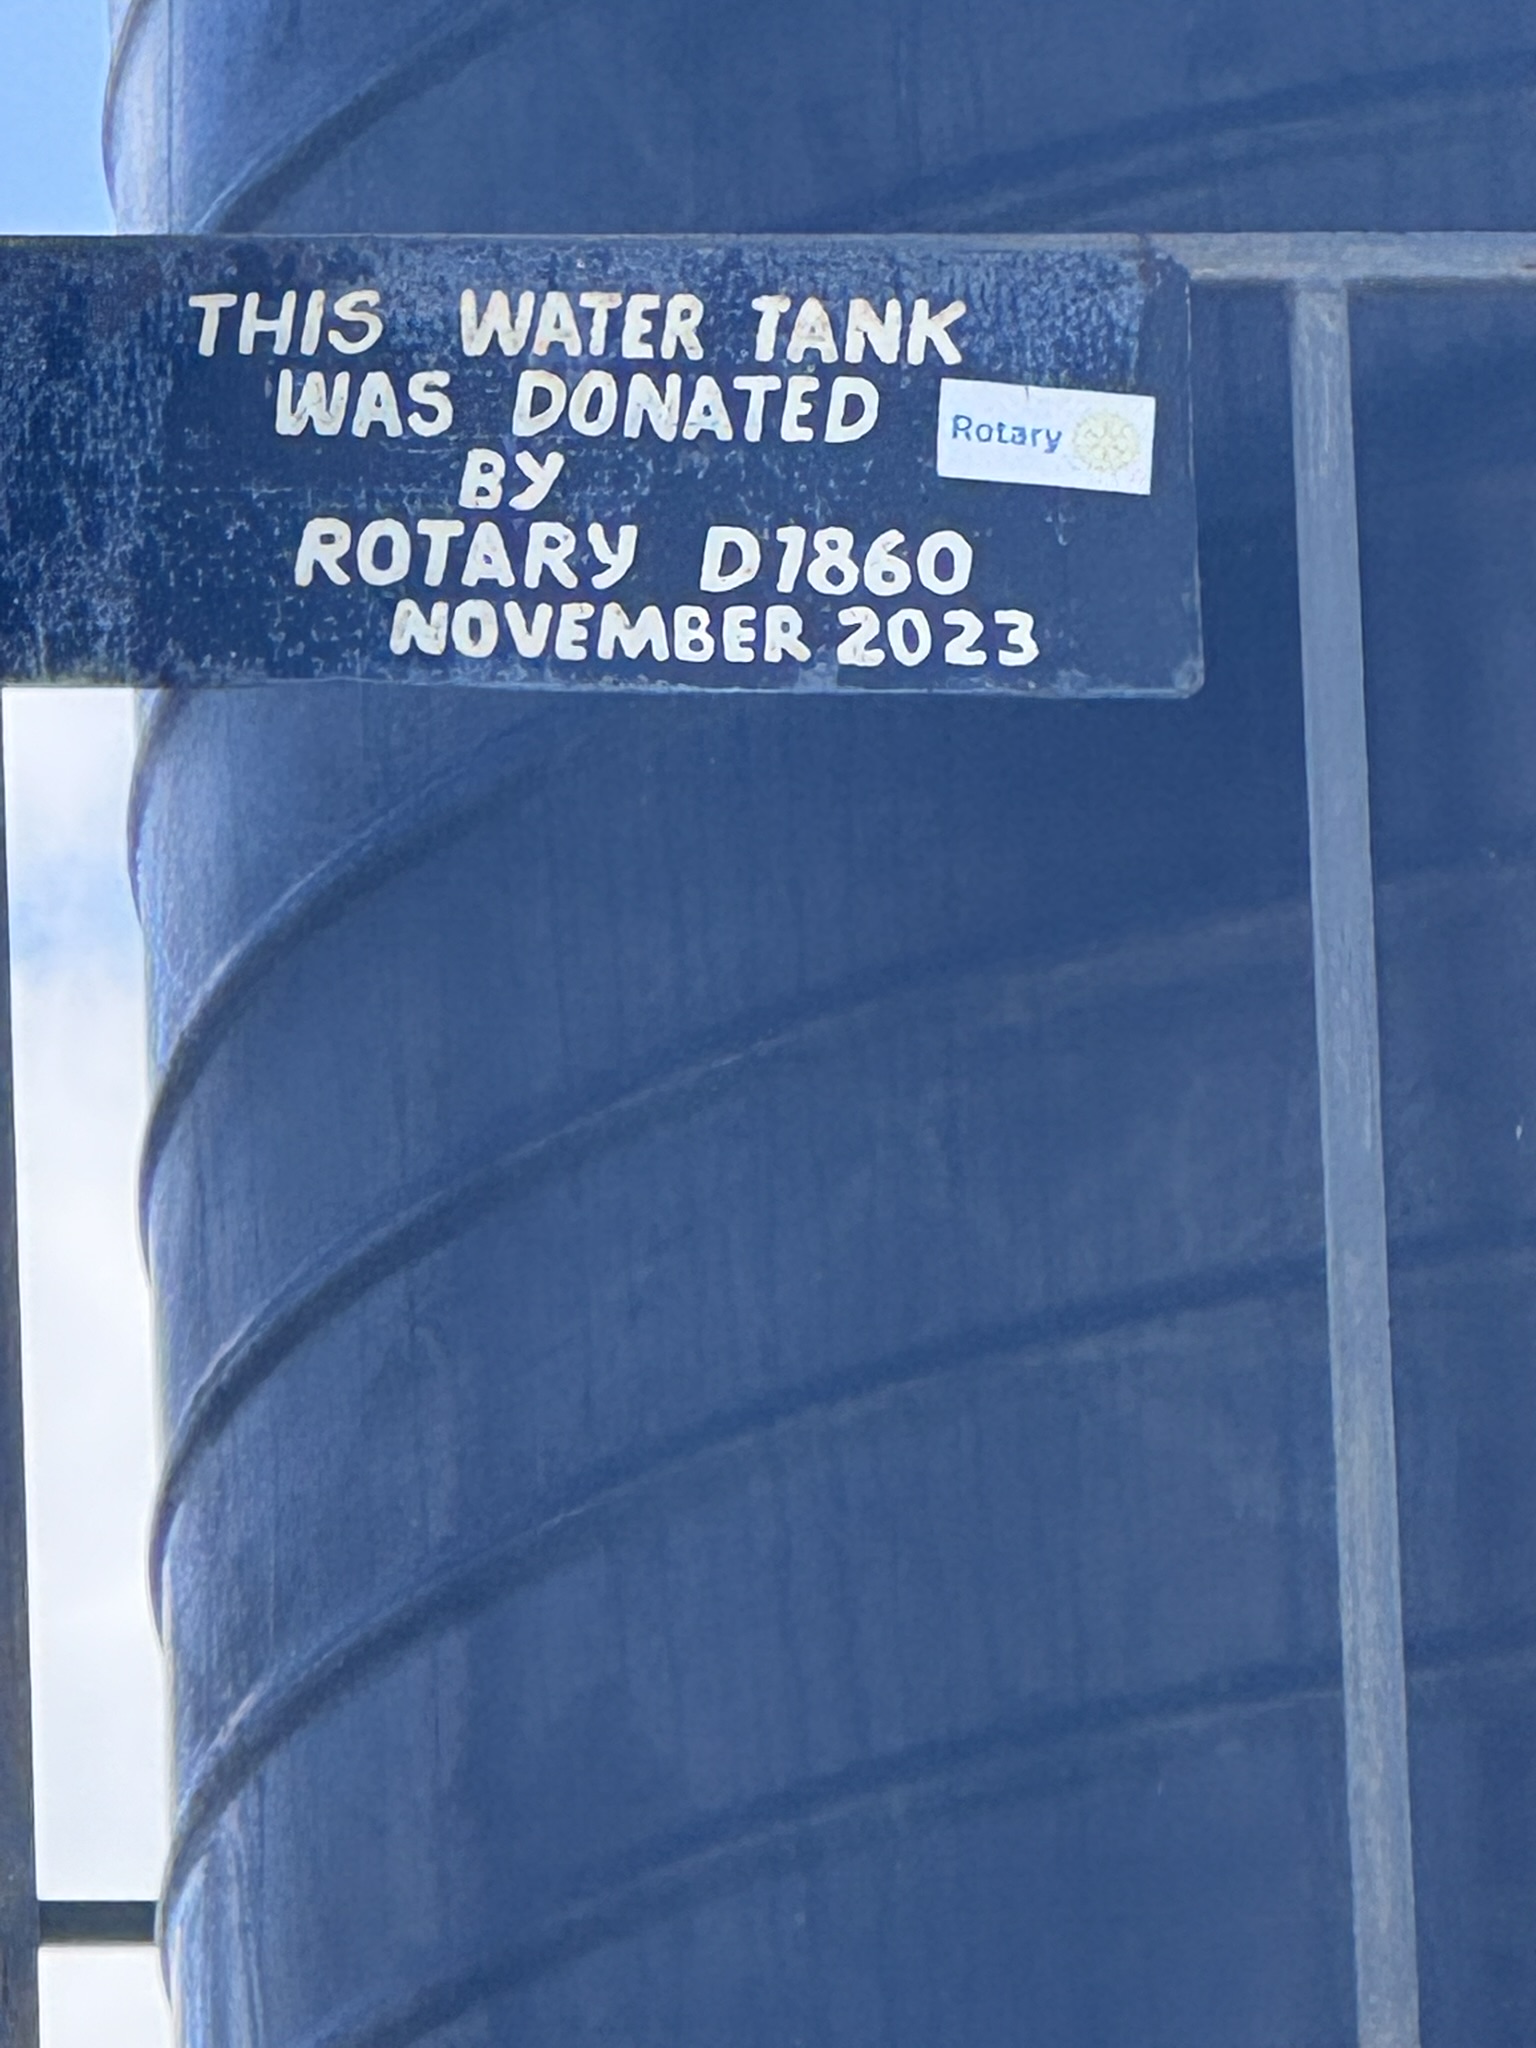 THIS WATER TANK
WAS DONATED
BY
ROTARY D1860
NOVEMBER 2023
Rotary